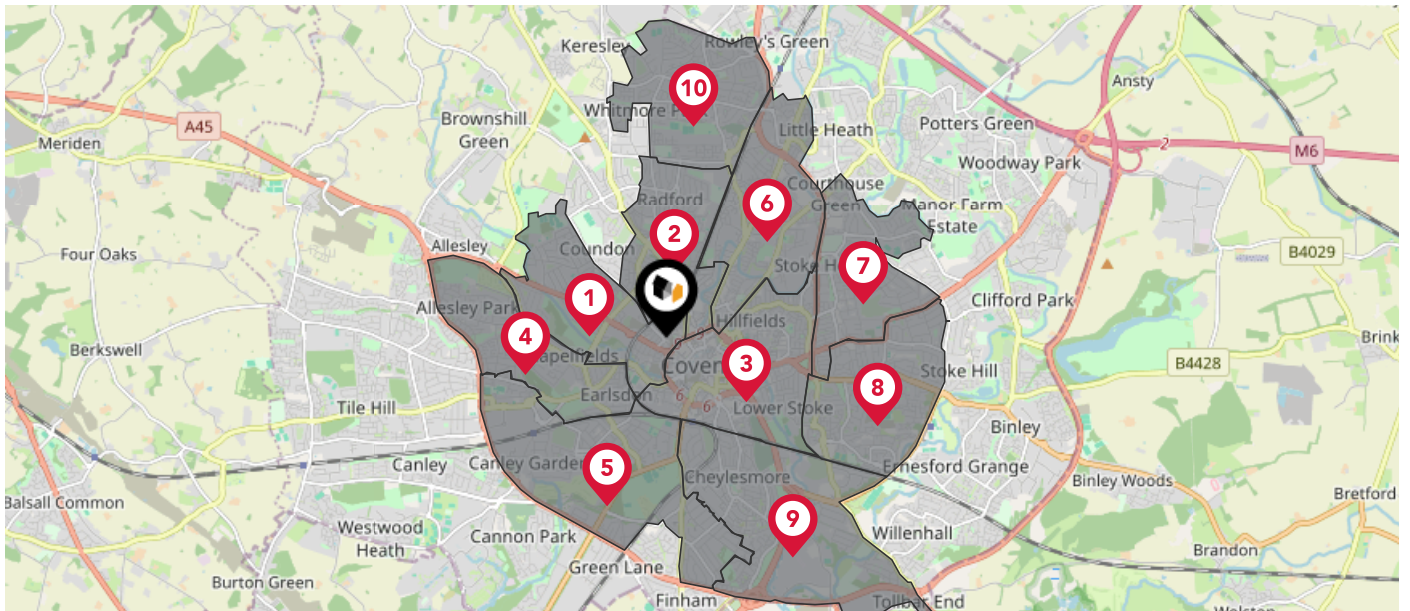 Keresley
Rowley's Green
10
Ansty
Whitmore Park
A45
Brownshill
Green
Little Heath
Potters Green
Meriden
2
M6
Woodway Park
Courthouse
Green
Radford
6
Manor Farm
Estate
2
Allesley
Coundon
Four Oaks
B4029
Stoke H
7
1
Clifford Park
Allesley Park
Hillfields
4
Berkswell
apelfields
Coven
3
Brink
B4428
Stoke Hill
8
Earlsdon
6
6
Lower Stoke
Tile Hill
Binley
Canley
Canley Garden
5
Cheylesmore
Ernesford Grange
Binley Woods
Balsall Common
Bretford
Westwood
Heath
Cannon Park
9
Willenhall
Brandon
Green Lane
Burton Green
Finham
Tollbar End
Wolston